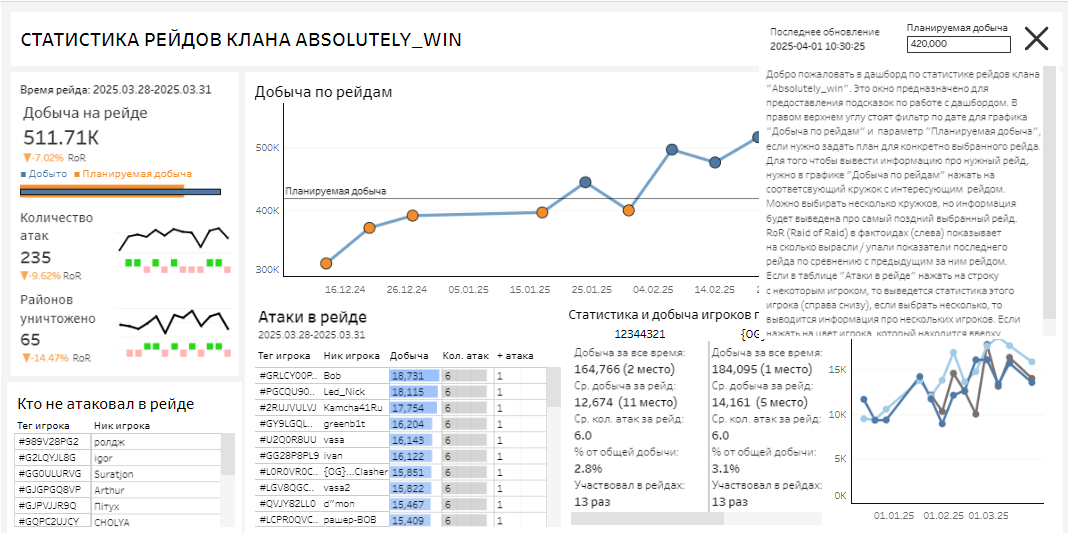 СТАТИСТИКА РЕЙДОВ КЛАНА ABSOLUTELY_WIN
Последнее обновление
2025-04-01 10:30:25
Планируемая добыча
420,000
Добро пожаловать в дашборд по статистике рейдов клана
"Absolutely_win". Это окно предназначено для
предоставления подсказок по работе с дашбордом. В
правом верхнем углу стоят фильтр по дате для графика
"Добыча по рейдам" и параметр "Планируемая добыча",
если нужно задать план для конкретно выбранного рейда.
Для того чтобы вывести информацию про нужный рейд,
нужно в графике "Добыча по рейдам" нажать на
соответсвующий кружок с интересующим рейдом.
Можно выбирать несколько кружков, но информация
будет выведена про самый поздний выбранный рейд.
RoR (Raid of Raid) в фактоидах (слева) показывает
на сколько выросли / упали показатели последнего
рейда по сравнению с предыдущим за ним рейдом.
Если в таблице "Атаки в рейде" нажать на строку
с некоторым игроком, то выведется статистика этого
игрока (справа снизу), если выбрать несколько, то
выводится информация про нескольких игроков. Если
нажать на цвет игрока, который находится вверху
Время рейда: 2025.03.28-2025.03.31
Добыча на рейде
511.71K
▼-7.02% RoR
Добыто Планируемая добыча
Количество
атак
235
▼-9.62% RoR
Районов
уничтожено
65
▼-14.47% RoR
Кто не атаковал в рейде
Тег игрока Ник игрока
#989V28PG2 ролдж
#G2LQYJL8G igor
#GG0ULURVG Suratjon
#GJGPGQ8VP Arthur
#GJPVJJR9Q Пітух
#GQPC2UJCY CHOLYA
Добыча по рейдам
500K
Планируемая добыча
400K
300K
16.12.24 26.12.24 05.01.25 15.01.25 25.01.25 04.02.25 14.02.25 2
Атаки в рейде
2025.03.28-2025.03.31
Тег игрока Ник игрока Добыча Кол. атак + атака
#GRLCY00P.. Bob 18,731 6 1
#PGCQU90.. Led_Nick 18,115 6 1
#2RUJVULVJ Kamcha41Ru 17,754 6 1
#GY9LGQL.. greenb1t 16,204 6 1
#U2Q0R8UU vasa 16,143 6 1
#GG28P8PL9 ivan 16,122 6 1
#L0R0VR0C.. {OG}...Clasher 15,851 6 1
#LGV8QGC.. vasa2 15,822 6 1
#QVJY82LL0 d"mon 15,467 6 1
#LCPR0QVC.. рашер-BOB 15,409 6 1
Статистика и добыча игроков п
12344321 {OG
Добыча за все время: Добыча за все время:
164,766 (2 место) 184,095 (1 место)
Ср. добыча за рейд: Ср. добыча за рейд:
12,674 (11 место) 14,161 (5 место)
Ср. кол. атак за рейд: Ср. кол. атак за рейд:
6.0 6.0
% от общей добычи: % от общей добычи:
2.8% 3.1%
Участвовал в рейдах: Участвовал в рейдах:
13 раз 13 раз
15K
10K
5K
0K
01.01.25 01.02.25 01.03.25